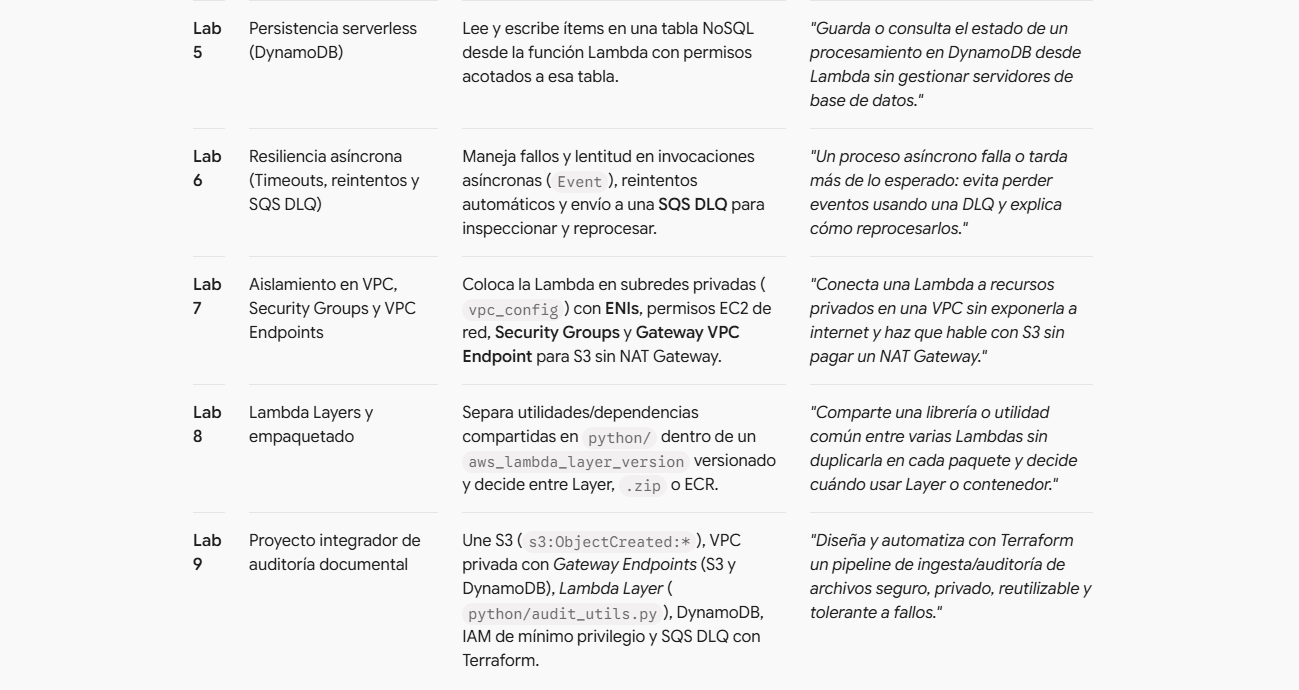 Lab
5
Persistencia serverless
(DynamoDB)
Lee y escribe ítems en una tabla NoSQL
desde la función Lambda con permisos
acotados a esa tabla.
"Guarda o consulta el estado de un
procesamiento en DynamoDB desde
Lambda sin gestionar servidores de
base de datos."
Lab
6
Resiliencia asíncrona
(Timeouts, reintentos y
SQS DLQ)
Maneja fallos y lentitud en invocaciones
asíncronas ( Event ), reintentos
automáticos y envío a una SQS DLQ para
inspeccionar y reprocesar.
"Un proceso asíncrono falla o tarda
más de lo esperado: evita perder
eventos usando una DLQ y explica
cómo reprocesarlos."
Lab
7
Aislamiento en VPC,
Security Groups y VPC
Endpoints
Coloca la Lambda en subredes privadas (
vpc_config ) con ENIs, permisos EC2 de
red, Security Groups y Gateway VPC
Endpoint para S3 sin NAT Gateway.
"Conecta una Lambda a recursos
privados en una VPC sin exponerla a
internet y haz que hable con S3 sin
pagar un NAT Gateway."
Lab
8
Lambda Layers y
empaquetado
Separa utilidades/dependencias
compartidas en python/ dentro de un
aws_lambda_layer_version versionado
y decide entre Layer, .zip o ECR.
"Comparte una librería o utilidad
común entre varias Lambdas sin
duplicarla en cada paquete y decide
cuándo usar Layer o contenedor."
Lab
9
Proyecto integrador de
auditoría documental
Une S3 ( s3:ObjectCreated:* ), VPC
privada con Gateway Endpoints (S3 y
DynamoDB), Lambda Layer (
python/audit_utils.py ), DynamoDB,
IAM de mínimo privilegio y SQS DLQ con
Terraform.
"Diseña y automatiza con Terraform
un pipeline de ingesta/auditoría de
archivos seguro, privado, reutilizable y
tolerante a fallos."